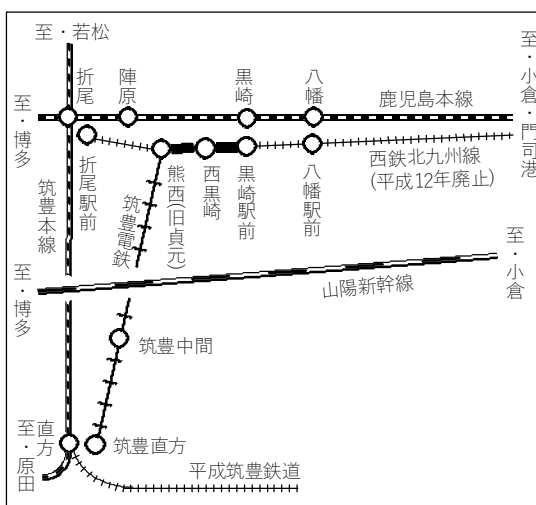 至・若松
折尾
陣原
黒崎
八幡
至・小倉・門司港
至・博多
鹿児島本線
折尾駅前
熊西(旧貞元)
西黒崎
黒崎駅前
八幡駅前
西鉄北九州線
(平成12年廃止)
筑豊本線
筑豊電鉄
至・小倉
至・博多
山陽新幹線
筑豊中間
直方
至・原田
筑豊直方
平成筑豊鉄道